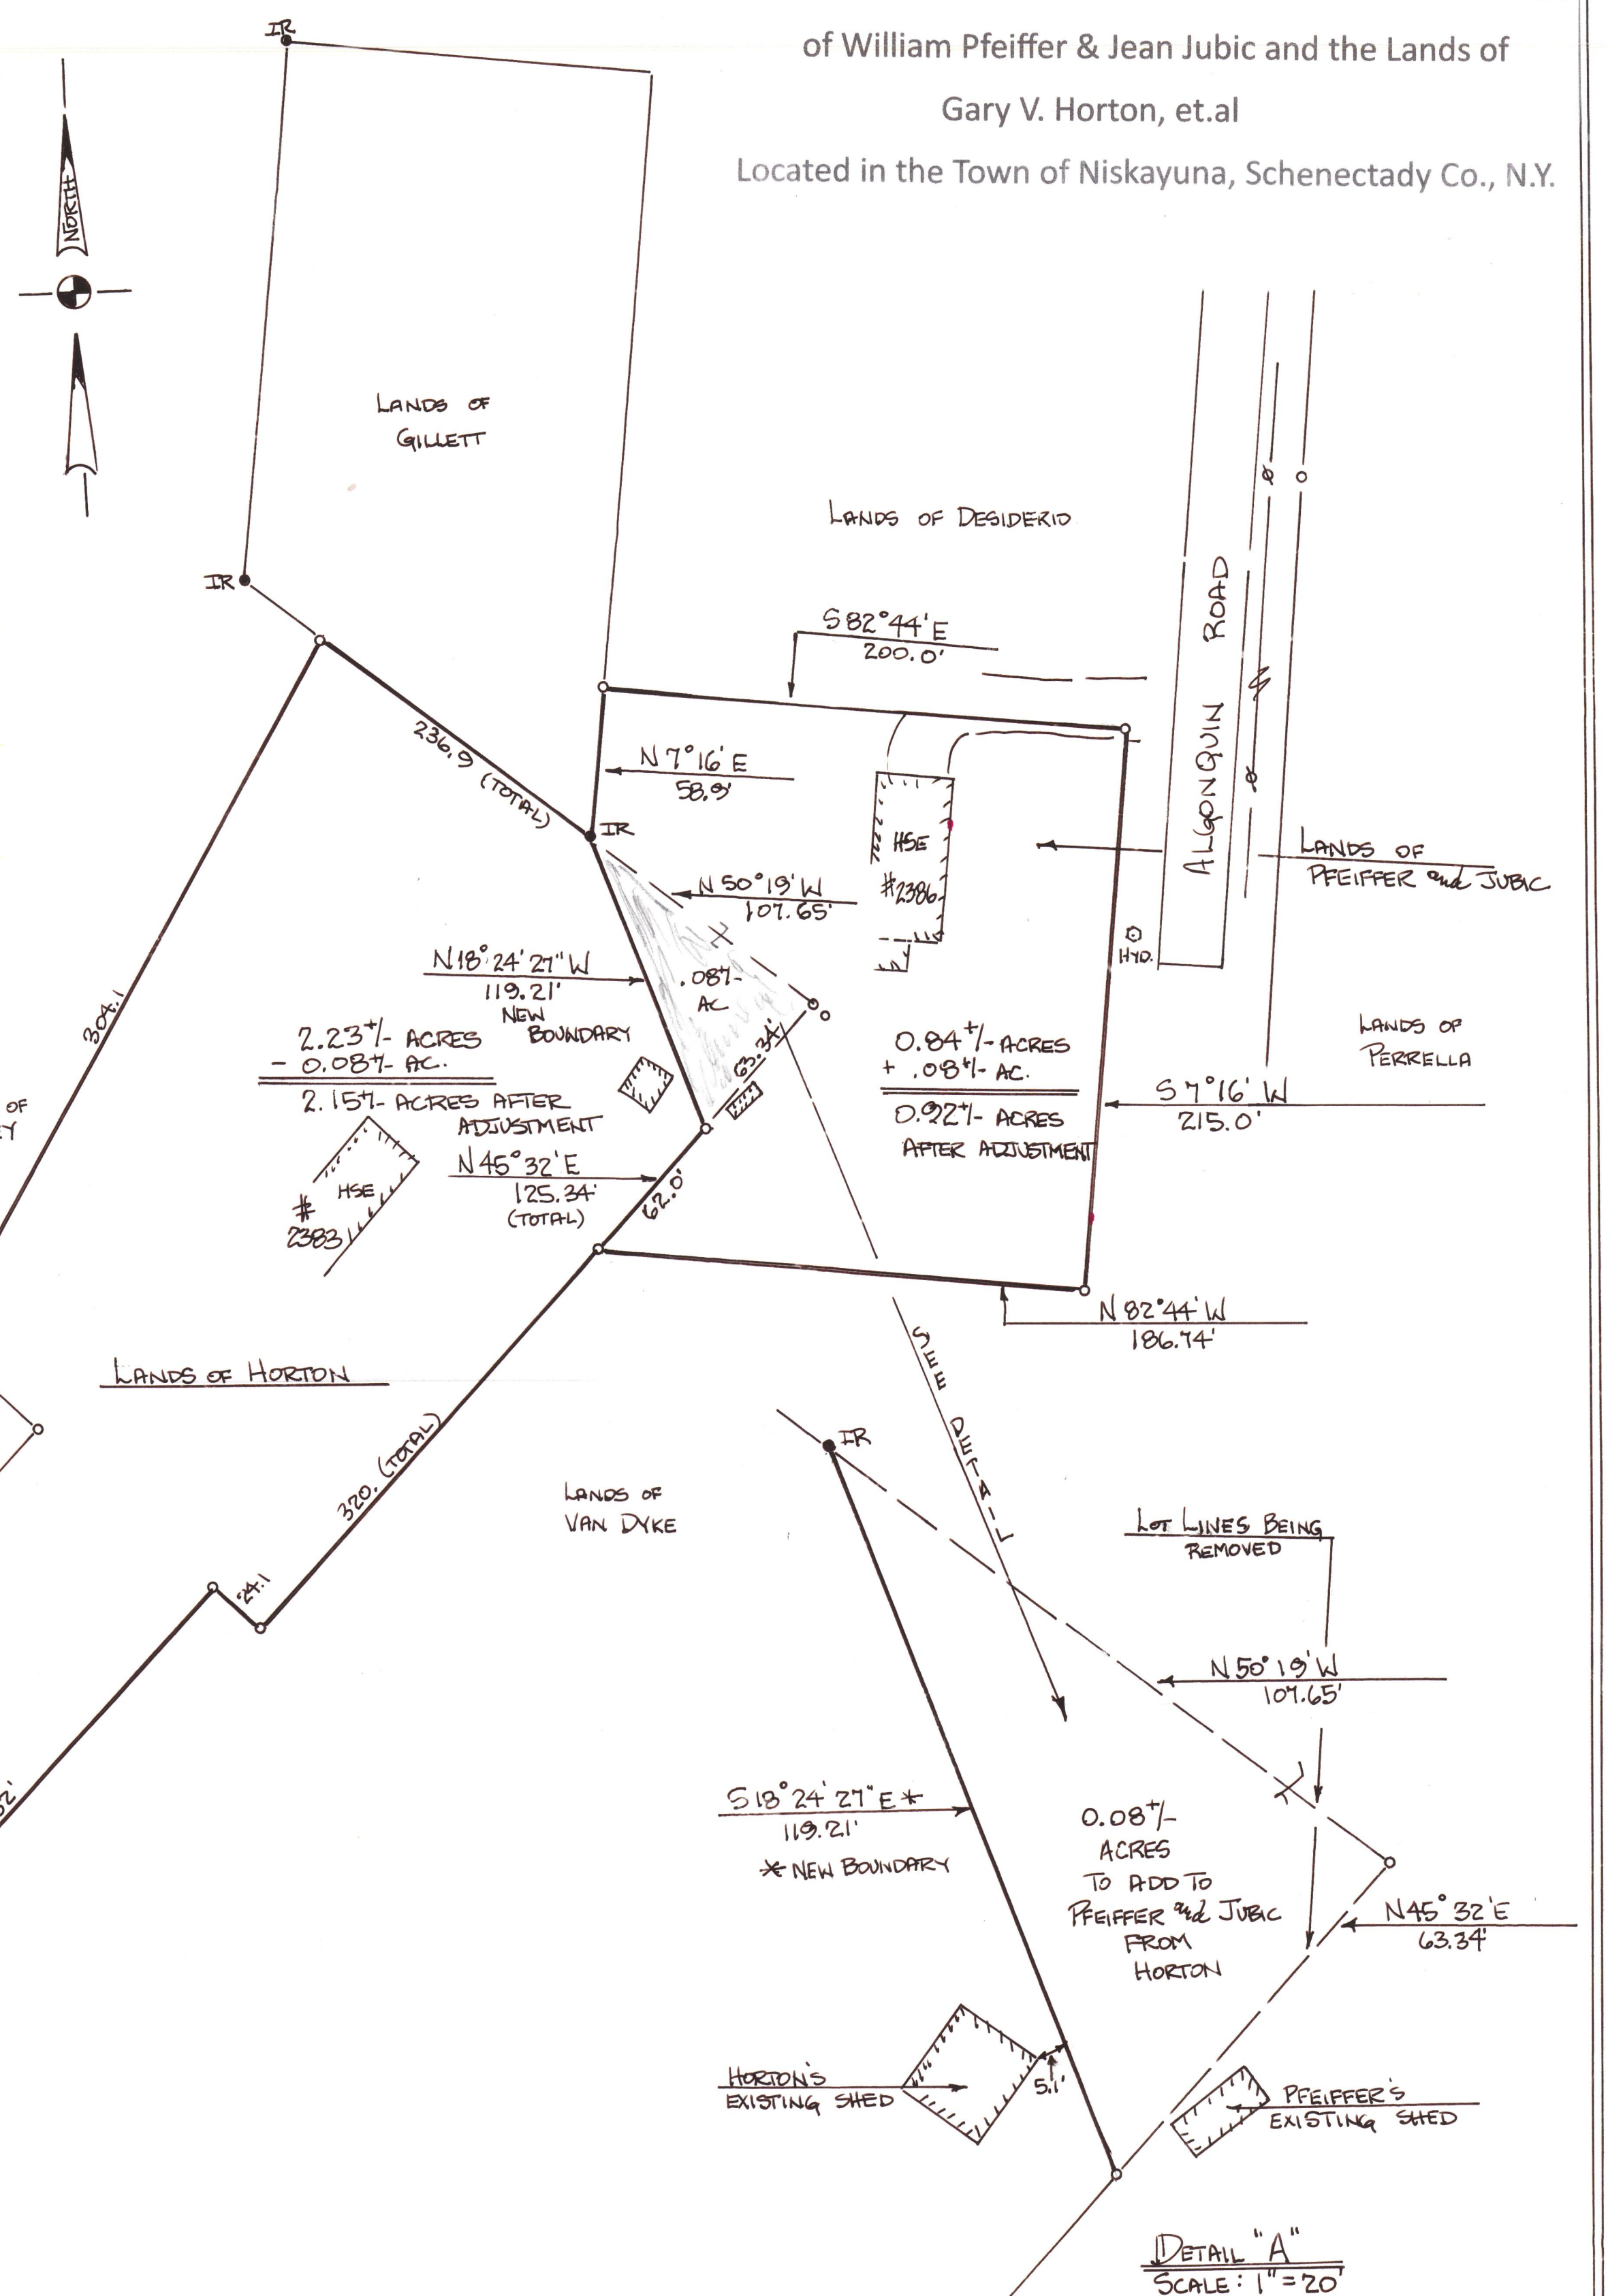 of William Pfeiffer & Jean Jubic and the Lands of
Gary V. Horton, et.al
Located in the Town of Niskayuna, Schenectady Co., N.Y.
IR
NORTH
LANDS OF
GILLETT
LANDS OF DESIDERIO
IR
S 82°44' E
200.0'
ALGONQUIN ROAD
236.9 (TOTAL)
N 7°16' E
58.9'
IR
HSE
#2386
LANDS OF
PFEIFFER and JUBIC
N 50°19' W
107.65'
HYD.
N 18°24'27" W
119.21'
NEW
BOUNDARY
.08+/-
AC
304.1
63.34'
2.23+/- ACRES
- 0.08+/- AC.
2.15+/- ACRES AFTER
ADJUSTMENT
0.84+/- ACRES
+ .08+/- AC.
0.92+/- ACRES
AFTER ADJUSTMENT
LANDS OF
PERRELLA
S 7°16' W
215.0'
OF
N 45°32' E
125.34'
(TOTAL)
62.0'
HSE
#
2383
N 82°44' W
186.74'
LANDS OF HORTON
SEE DETAIL
320. (TOTAL)
IR
LANDS OF
VAN DYKE
LOT LINES BEING
REMOVED
24.1
N 50°19' W
107.65'
S 18°24'27" E *
119.21'
* NEW BOUNDARY
0.08+/-
ACRES
TO ADD TO
PFEIFFER and JUBIC
FROM
HORTON
N 45°32' E
63.34'
HORTON'S
EXISTING SHED
5.1'
PFEIFFER'S
EXISTING SHED
DETAIL "A"
SCALE: 1" = 20'